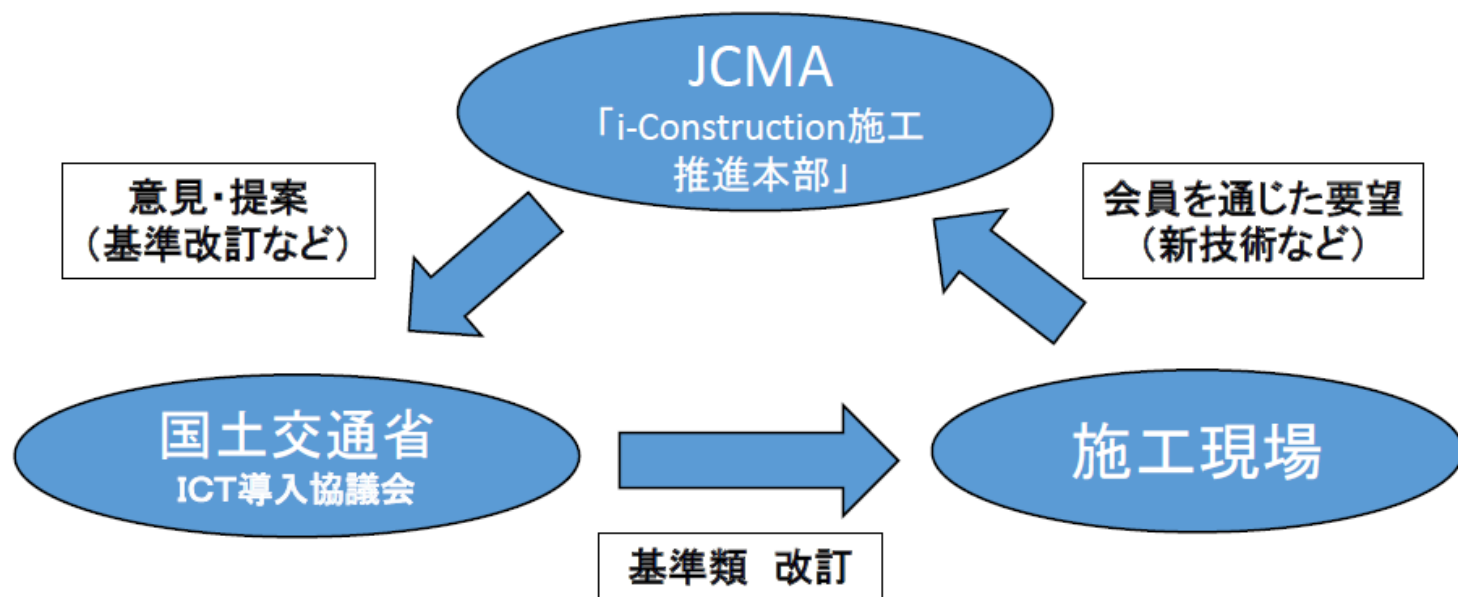 JCMA
「i-Construction施工
推進本部」
意見・提案
（基準改訂など）
会員を通じた要望
（新技術など）
国土交通省
ICT導入協議会
施工現場
基準類　改訂